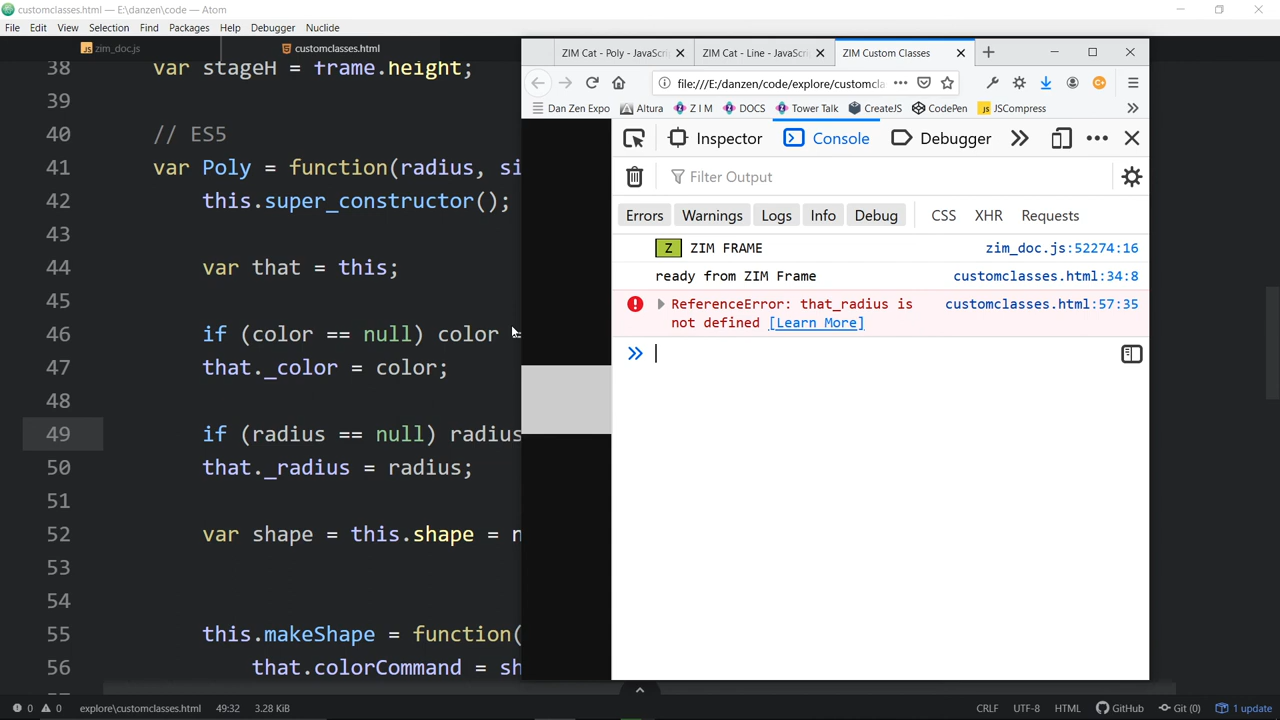 customclasses.html — E:\danzen\code — Atom
File Edit View Selection Find Packages Help Debugger Nuclide
zim_doc.js
customclasses.html
38 var stageH = frame.height;
39
40 // ES5
41 var Poly = function(radius, si
42 this.super_constructor();
43
44 var that = this;
45
46 if (color == null) color =
47 that._color = color;
48
49 if (radius == null) radius
50 that._radius = radius;
51
52 var shape = this.shape = n
53
54
55 this.makeShape = function(
56 that.colorCommand = sh
ZIM Cat - Poly - JavaScri
ZIM Cat - Line - JavaScri
ZIM Custom Classes
file:///E:/danzen/code/explore/customcla
Dan Zen Expo Altura Z I M DOCS Tower Talk CreateJS CodePen JSCompress
Inspector Console Debugger
Filter Output
Errors Warnings Logs Info Debug CSS XHR Requests
Z ZIM FRAME zim_doc.js:52274:16
ready from ZIM Frame customclasses.html:34:8
ReferenceError: that_radius is customclasses.html:57:35
not defined [Learn More]
0 0 explore\customclasses.html 49:32 3.28 KiB CRLF UTF-8 HTML GitHub Git (0) 1 update